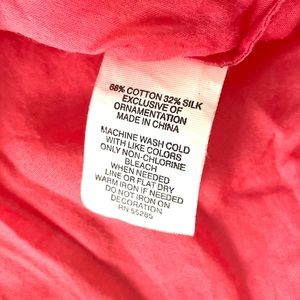 68% COTTON 32% SILK
EXCLUSIVE OF
ORNAMENTATION
MADE IN CHINA
MACHINE WASH COLD
WITH LIKE COLORS
ONLY NON-CHLORINE
BLEACH
WHEN NEEDED
LINE OR FLAT DRY
WARM IRON IF NEEDED
DO NOT IRON ON
DECORATION
RN 55285